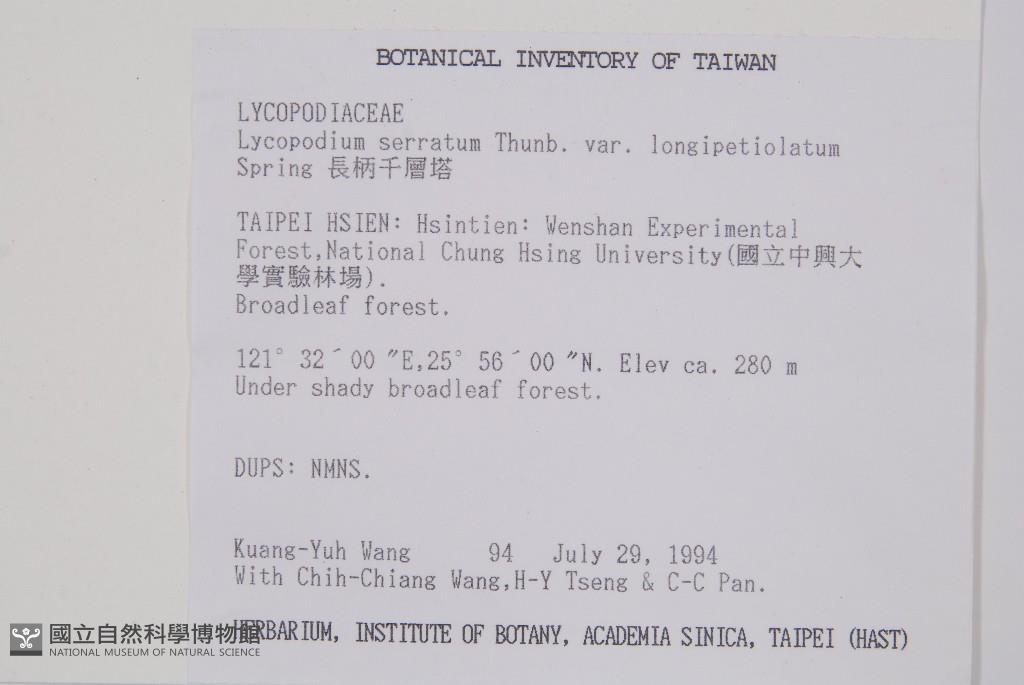 BOTANICAL INVENTORY OF TAIWAN
LYCOPODIACEAE
Lycopodium serratum Thunb. var. longipetiolatum
Spring 長柄千層塔
TAIPEI HSIEN: Hsintien: Wenshan Experimental
Forest,National Chung Hsing University(國立中興大
學實驗林場).
Broadleaf forest.
121° 32´00 ″E,25° 56´00 ″N. Elev ca. 280 m
Under shady broadleaf forest.
DUPS: NMNS.
Kuang-Yuh Wang 94 July 29, 1994
With Chih-Chiang Wang,H-Y Tseng & C-C Pan.
HERBARIUM, INSTITUTE OF BOTANY, ACADEMIA SINICA, TAIPEI (HAST)
國立自然科學博物館
NATIONAL MUSEUM OF NATURAL SCIENCE